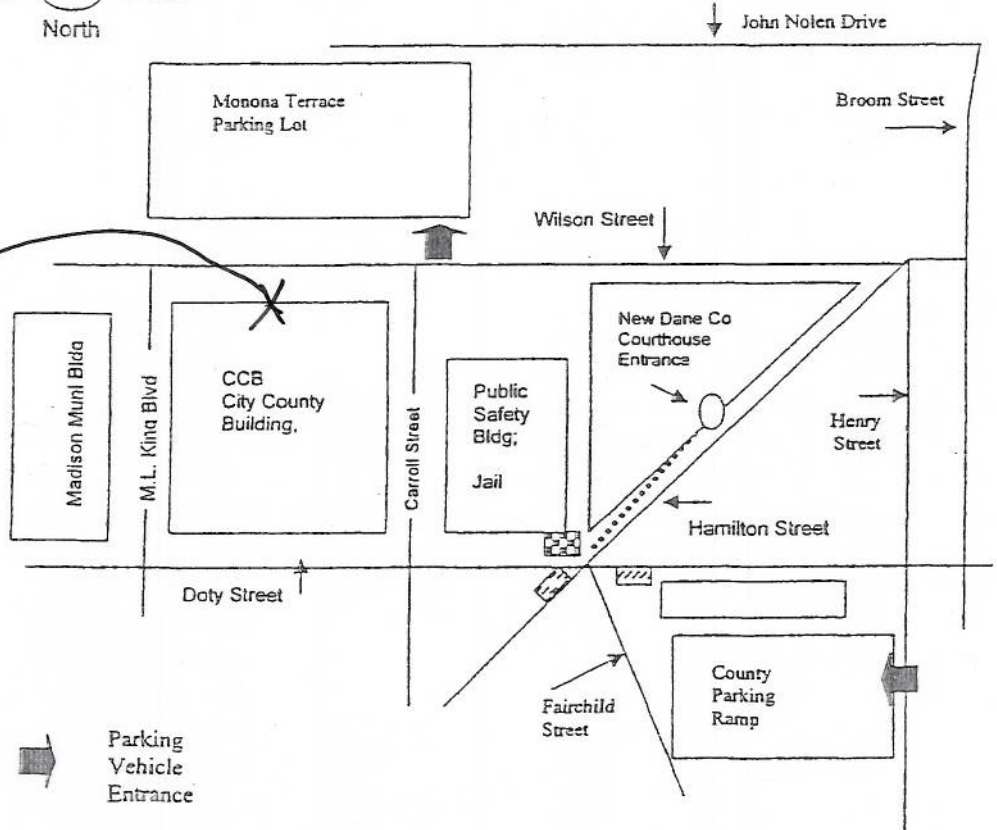 North
John Nolen Drive
Monona Terrace
Parking Lot
Broom Street
Wilson Street
New Dane Co
Courthouse
Entrance
Madison Muni Bldg
M.L. King Blvd
CCB
City County
Building,
Carroll Street
Public
Safety
Bldg;
Jail
Henry
Street
Hamilton Street
Doty Street
Fairchild
Street
County
Parking
Ramp
Parking
Vehicle
Entrance